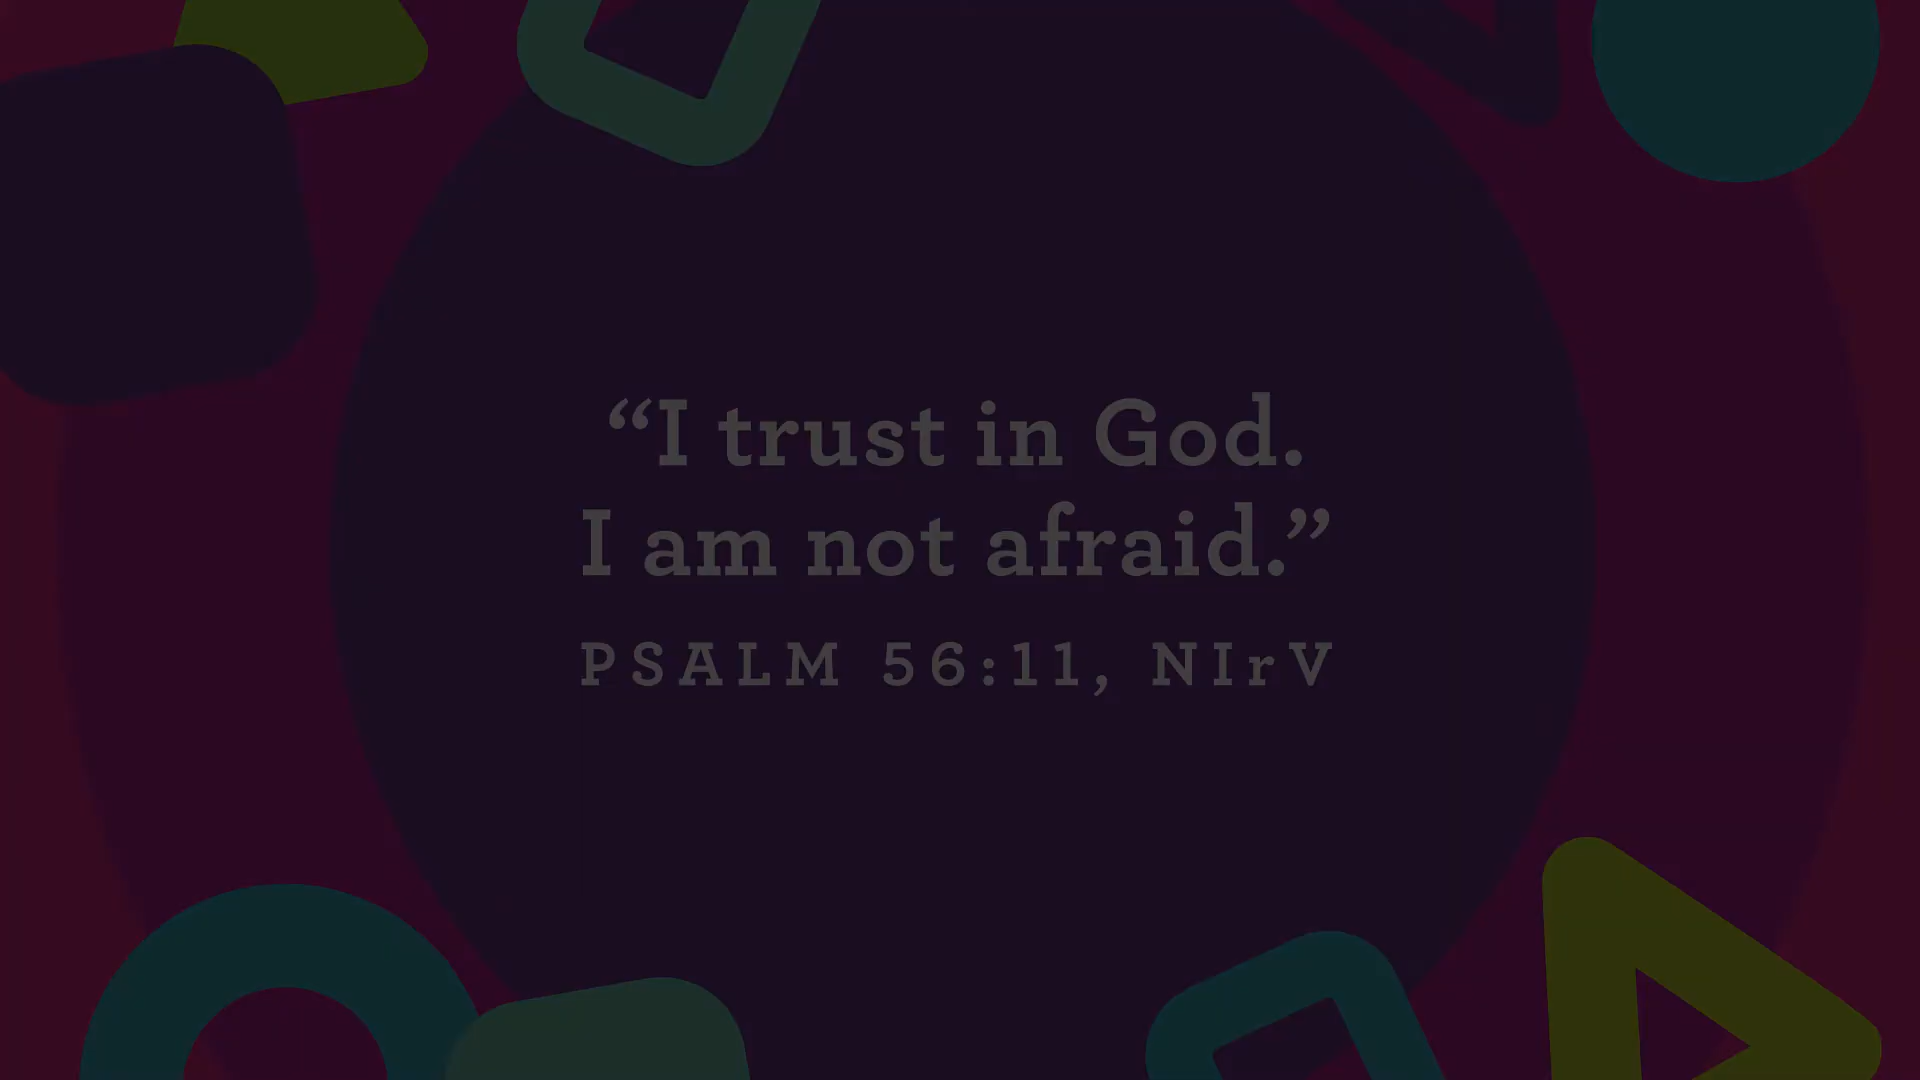 “I trust in God.
I am not afraid.”
PSALM 56:11, NIrV